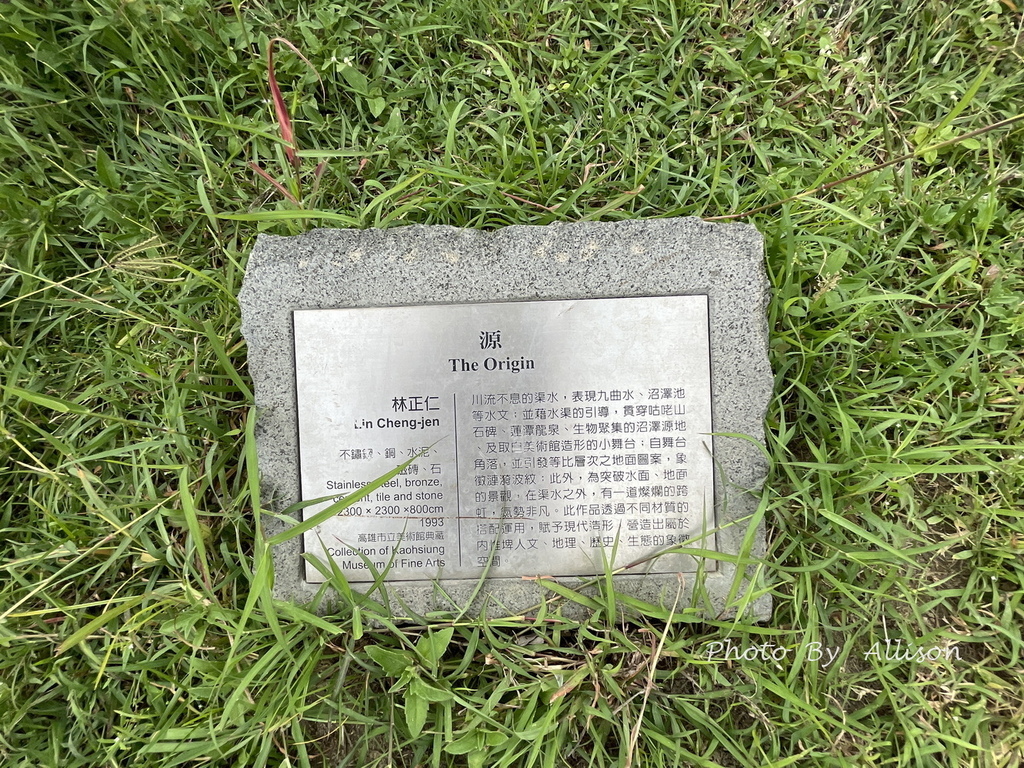 源
The Origin
林正仁
Lin Cheng-jen
不鏽鋼、銅、水泥、
磚、石
Stainless steel, bronze,
cement, tile and stone
2300 × 2300 ×800cm
1993
高雄市立美術館典藏
Collection of Kaohsiung
Museum of Fine Arts
川流不息的渠水，表現九曲水、沼澤池
等水文；並藉水渠的引導，貫穿咕咾山
石碑、蓮潭龍泉、生物聚集的沼澤源地
、及取自美術館造形的小舞台；自舞台
角落，並引發等比層次之地面圖案，象
徵漣漪波紋；此外，為突破水面、地面
的景觀，在渠水之外，有一道燦爛的跨
虹，氣勢非凡。此作品透過不同材質的
搭配運用，賦予現代造形，營造出屬於
內惟埤人文、地理、歷史、生態的象徵
空間。
Photo By Allison